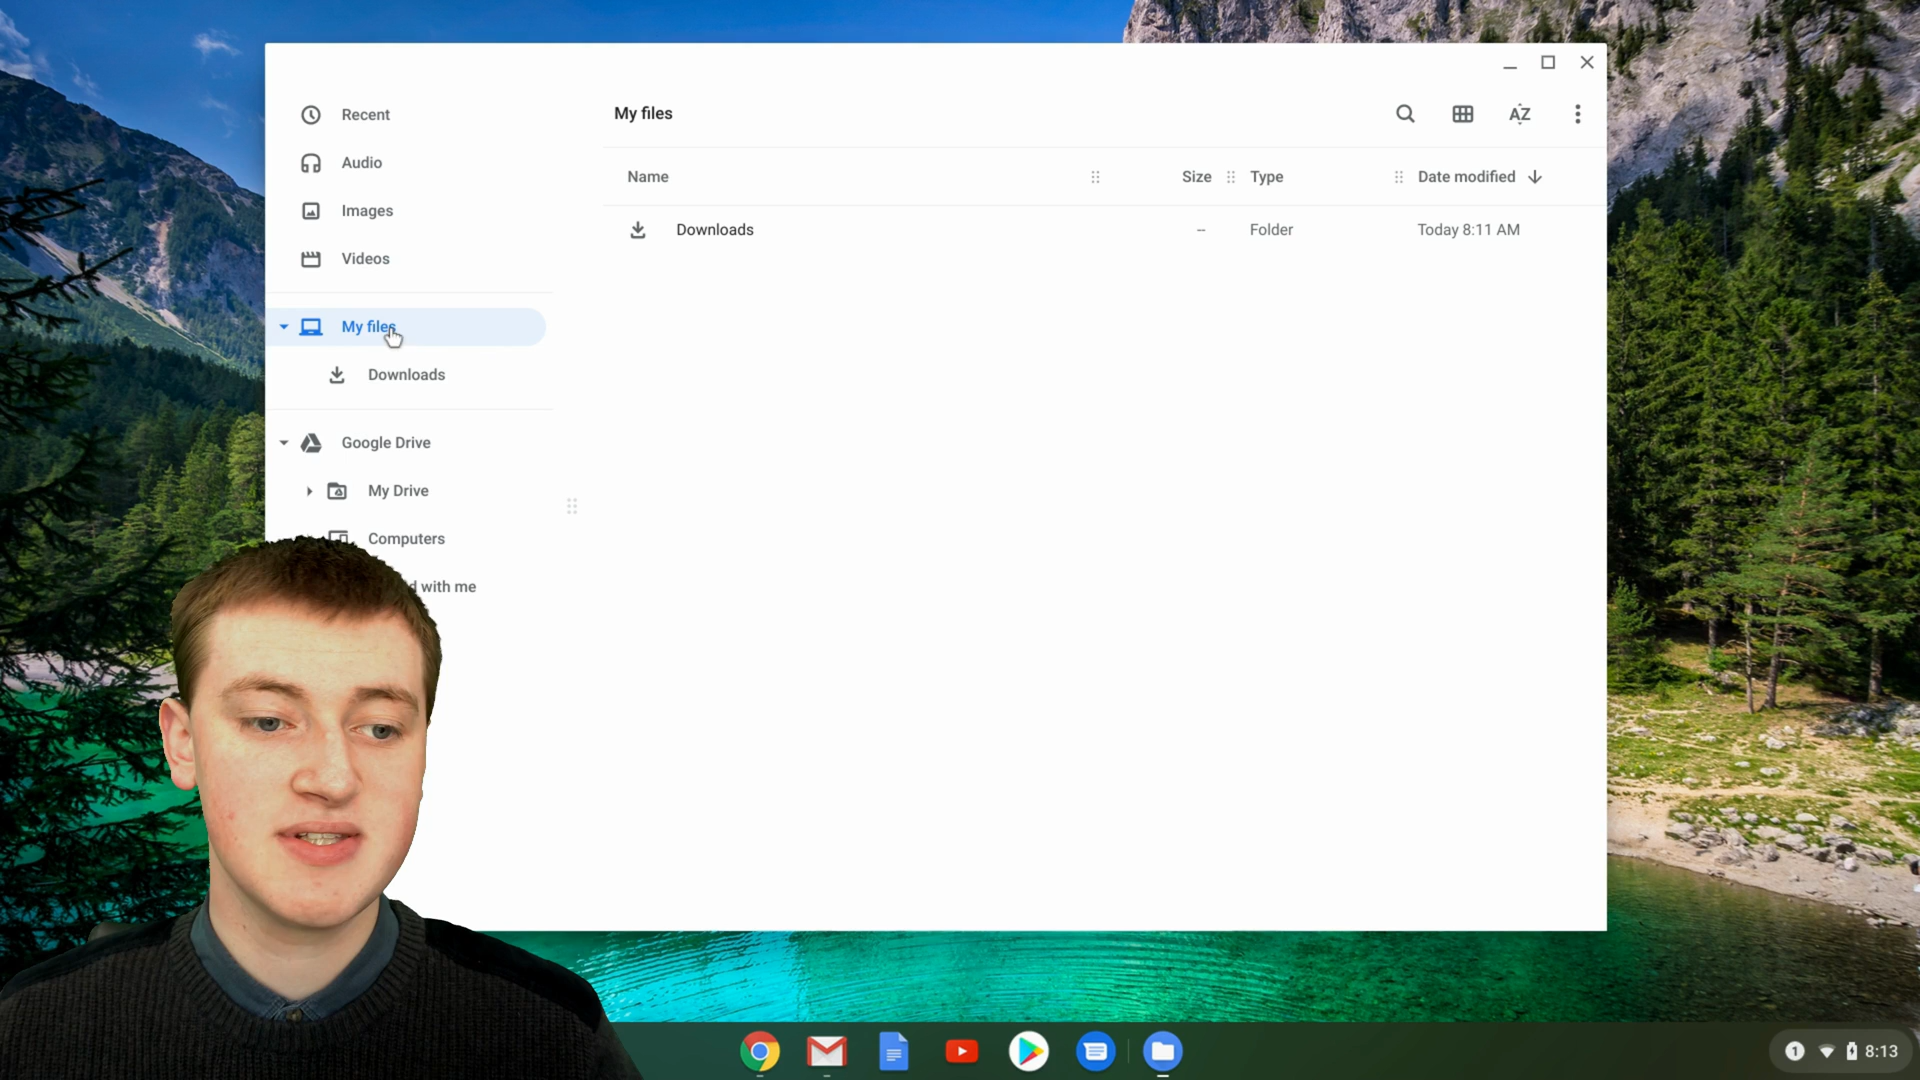 Recent
Audio
Images
Videos
My files
Downloads
Google Drive
My Drive
Computers
with me
My files
AZ
Name Size Type Date modified
Downloads -- Folder Today 8:11 AM
1 8:13